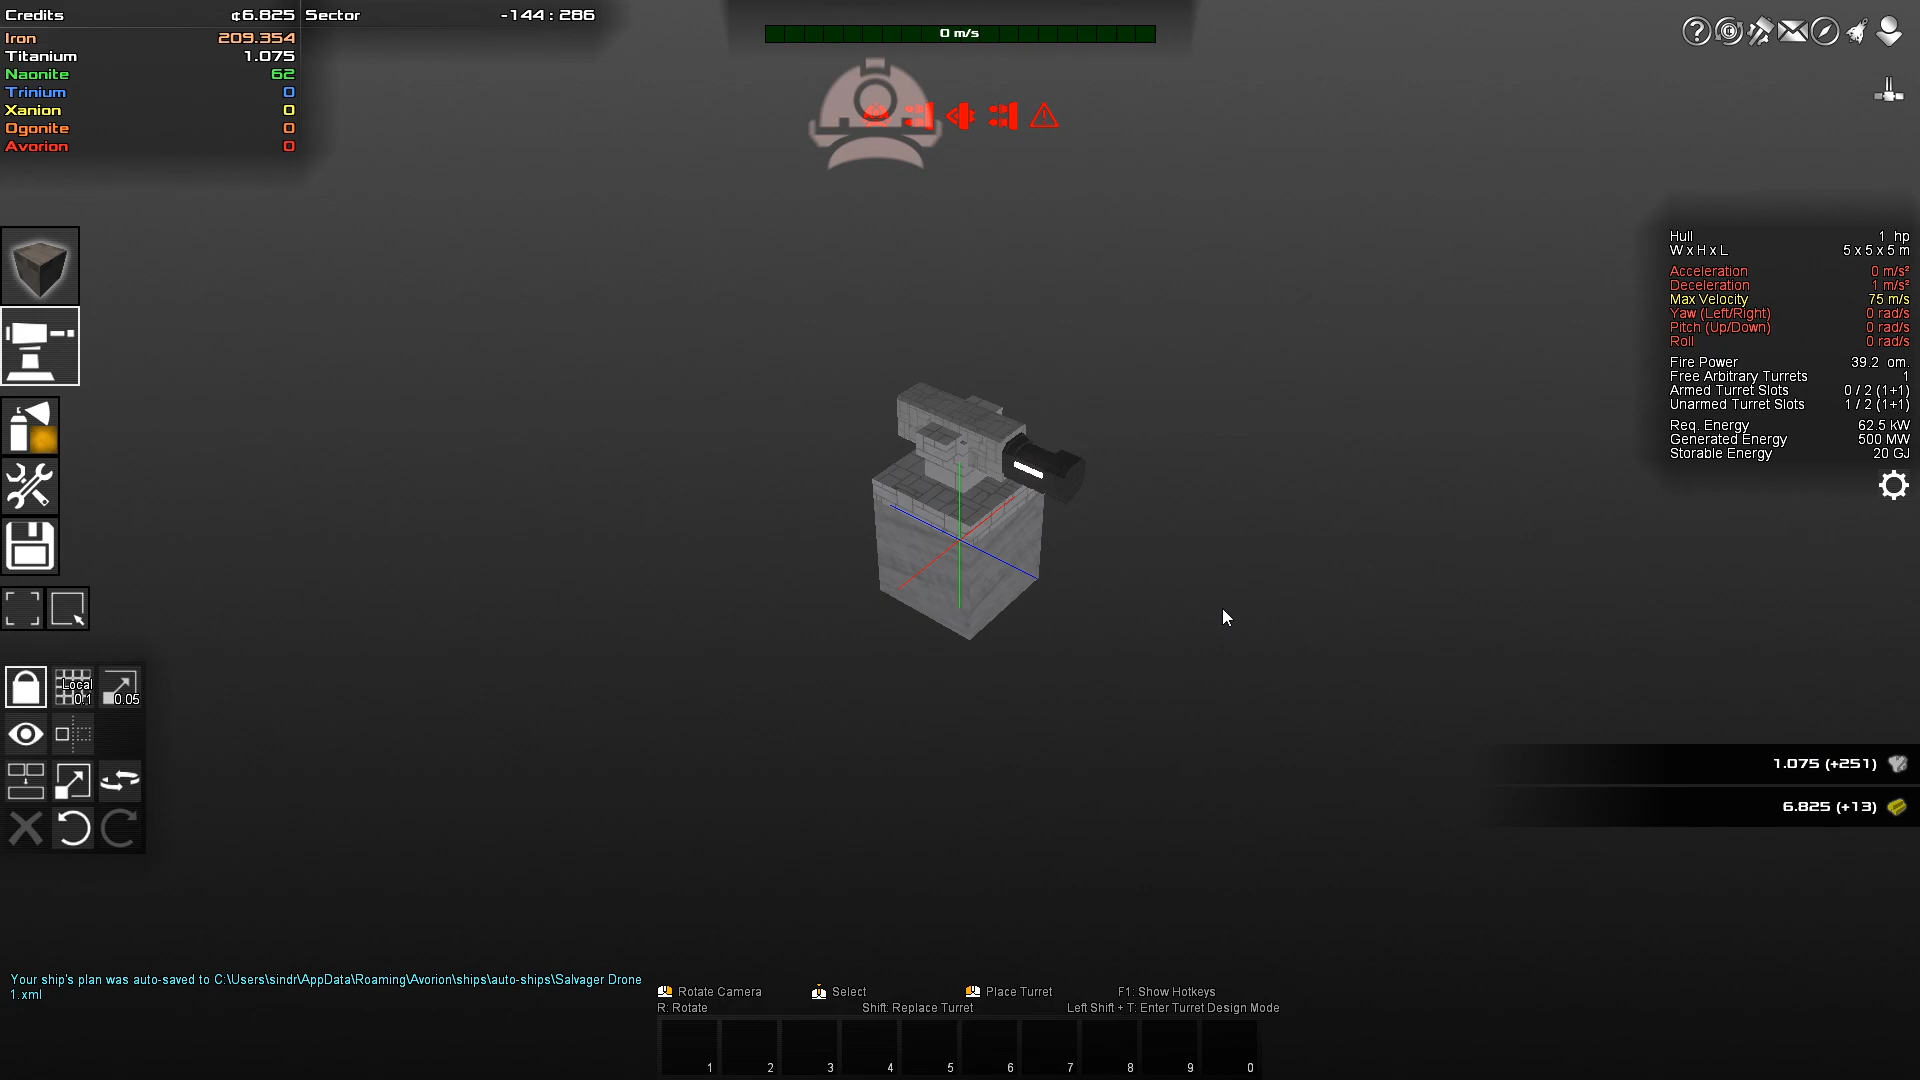 Credits ¢6.825 Sector -144 : 286
Iron 209.354
Titanium 1.075
Naonite 62
Trinium 0
Xanion 0
Ogonite 0
Avorion 0
0 m/s
Hull 1 hp
W x H x L 5 x 5 x 5 m
Acceleration 0 m/s²
Deceleration 1 m/s²
Max Velocity 75 m/s
Yaw (Left/Right) 0 rad/s
Pitch (Up/Down) 0 rad/s
Roll 0 rad/s
Fire Power 39.2 om.
Free Arbitrary Turrets 1
Armed Turret Slots 0 / 2 (1+1)
Unarmed Turret Slots 1 / 2 (1+1)
Req. Energy 62.5 kW
Generated Energy 500 MW
Storable Energy 20 GJ
Local
0.1 0.05
1.075 (+251)
6.825 (+13)
Your ship's plan was auto-saved to C:\Users\sindr\AppData\Roaming\Avorion\ships\auto-ships\Salvager Drone
1.xml
Rotate Camera Select Place Turret F1: Show Hotkeys
R: Rotate Shift: Replace Turret Left Shift + T: Enter Turret Design Mode
1 2 3 4 5 6 7 8 9 0